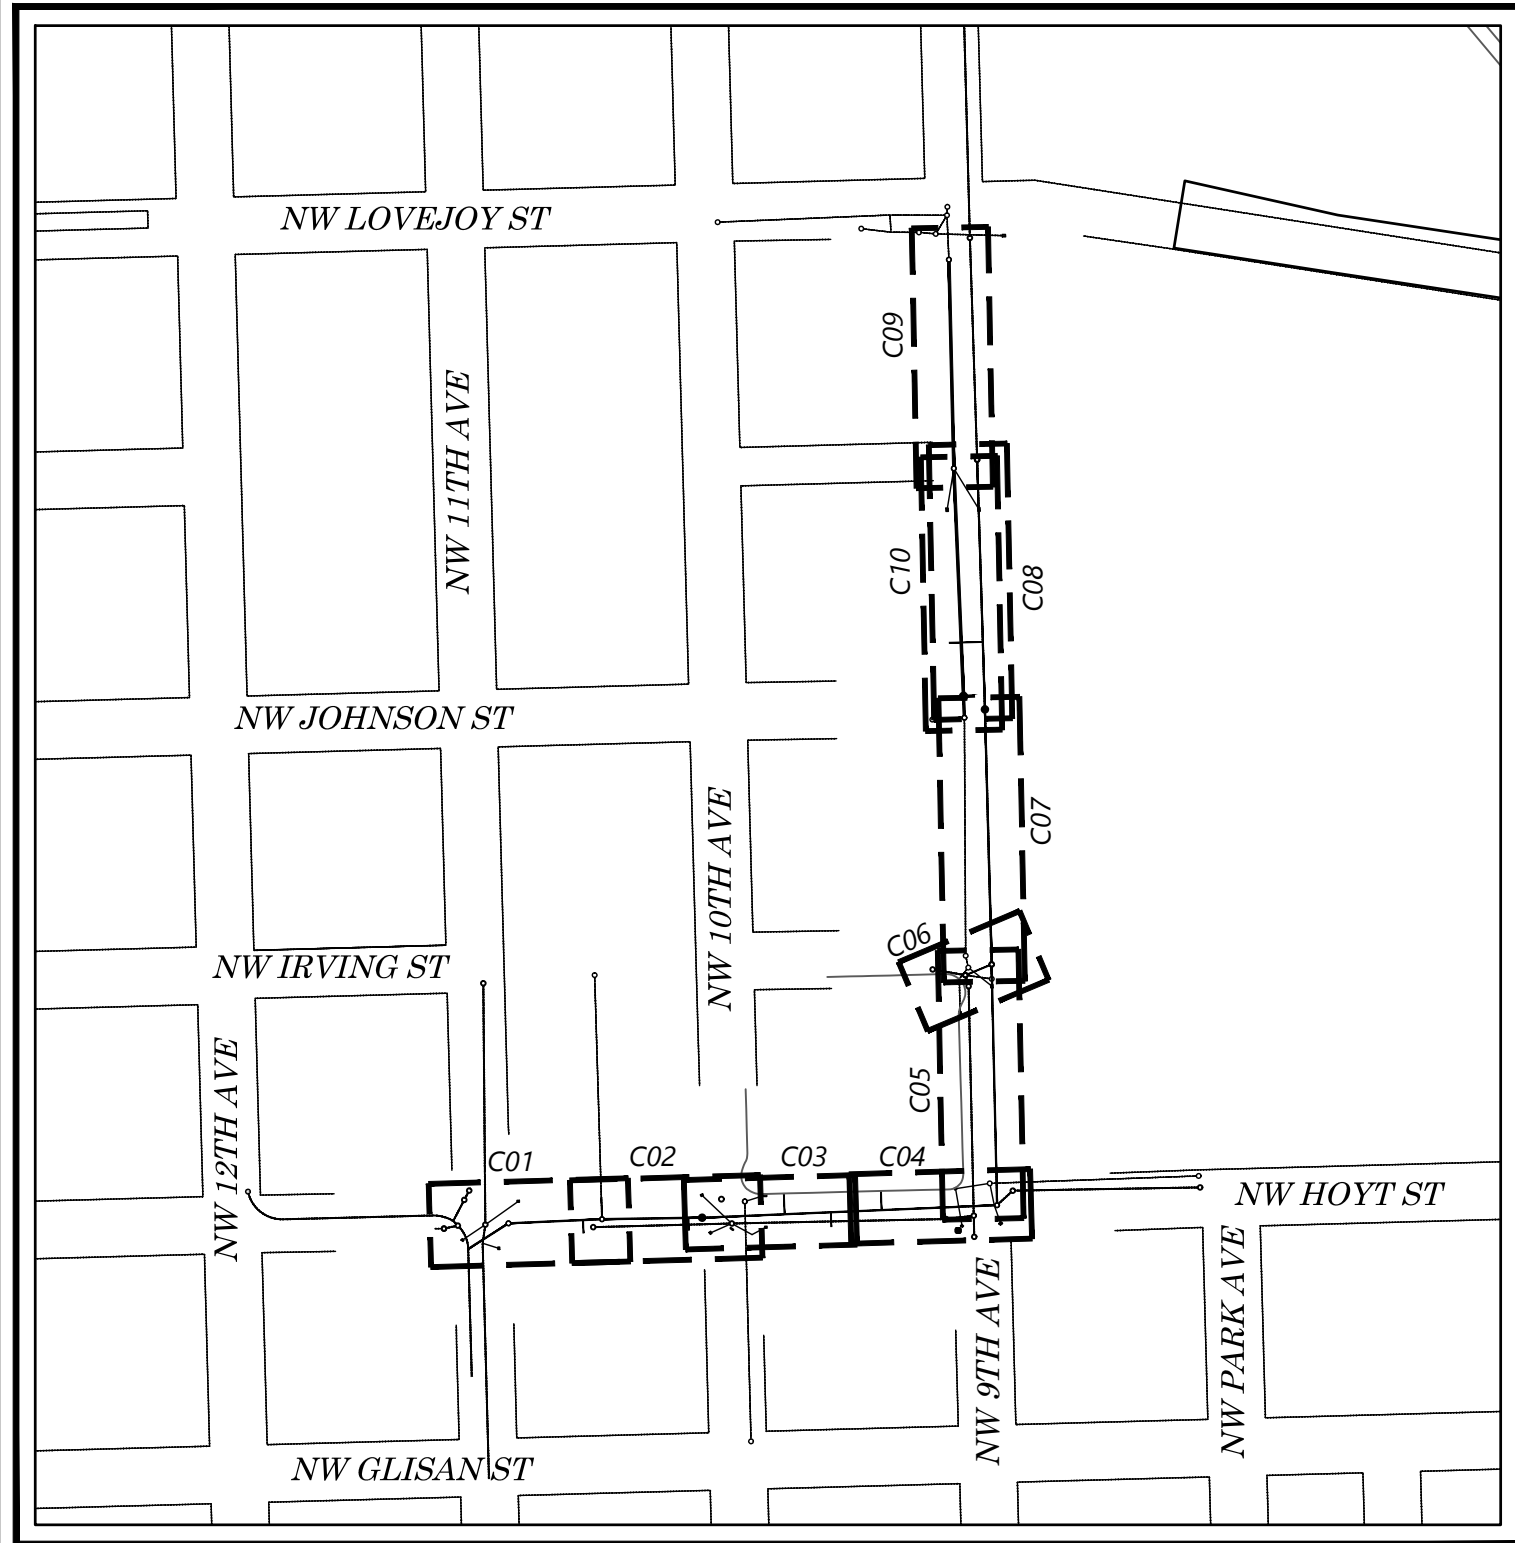 NW LOVEJOY ST
C09
NW 11TH AVE
C10
C08
NW JOHNSON ST
NW 10TH AVE
C07
C06
NW IRVING ST
NW 12TH AVE
C05
C01
C02
C03
C04
NW HOYT ST
NW 9TH AVE
NW PARK AVE
NW GLISAN ST